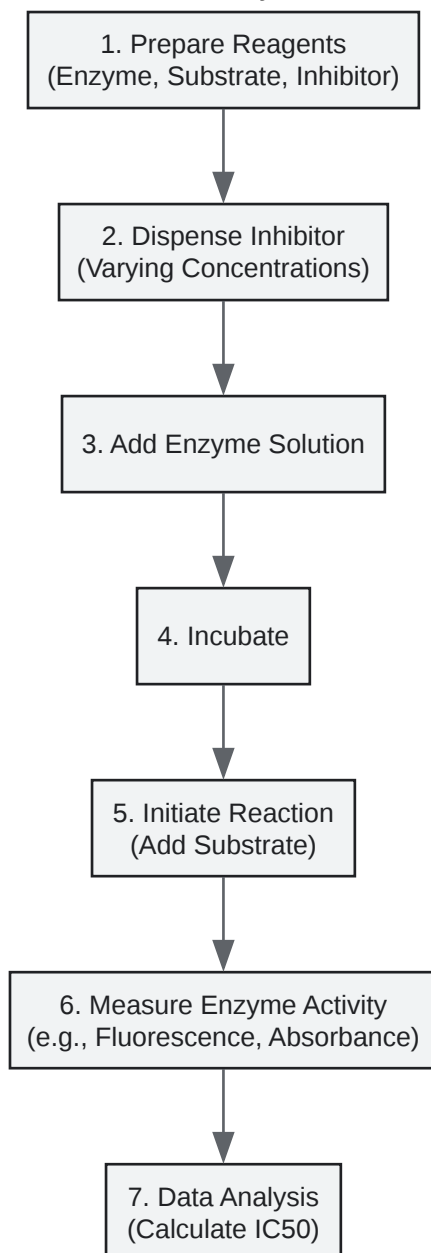 1. Prepare Reagents
(Enzyme, Substrate, Inhibitor)
2. Dispense Inhibitor
(Varying Concentrations)
3. Add Enzyme Solution
4. Incubate
5. Initiate Reaction
(Add Substrate)
6. Measure Enzyme Activity
(e.g., Fluorescence, Absorbance)
7. Data Analysis
(Calculate IC50)